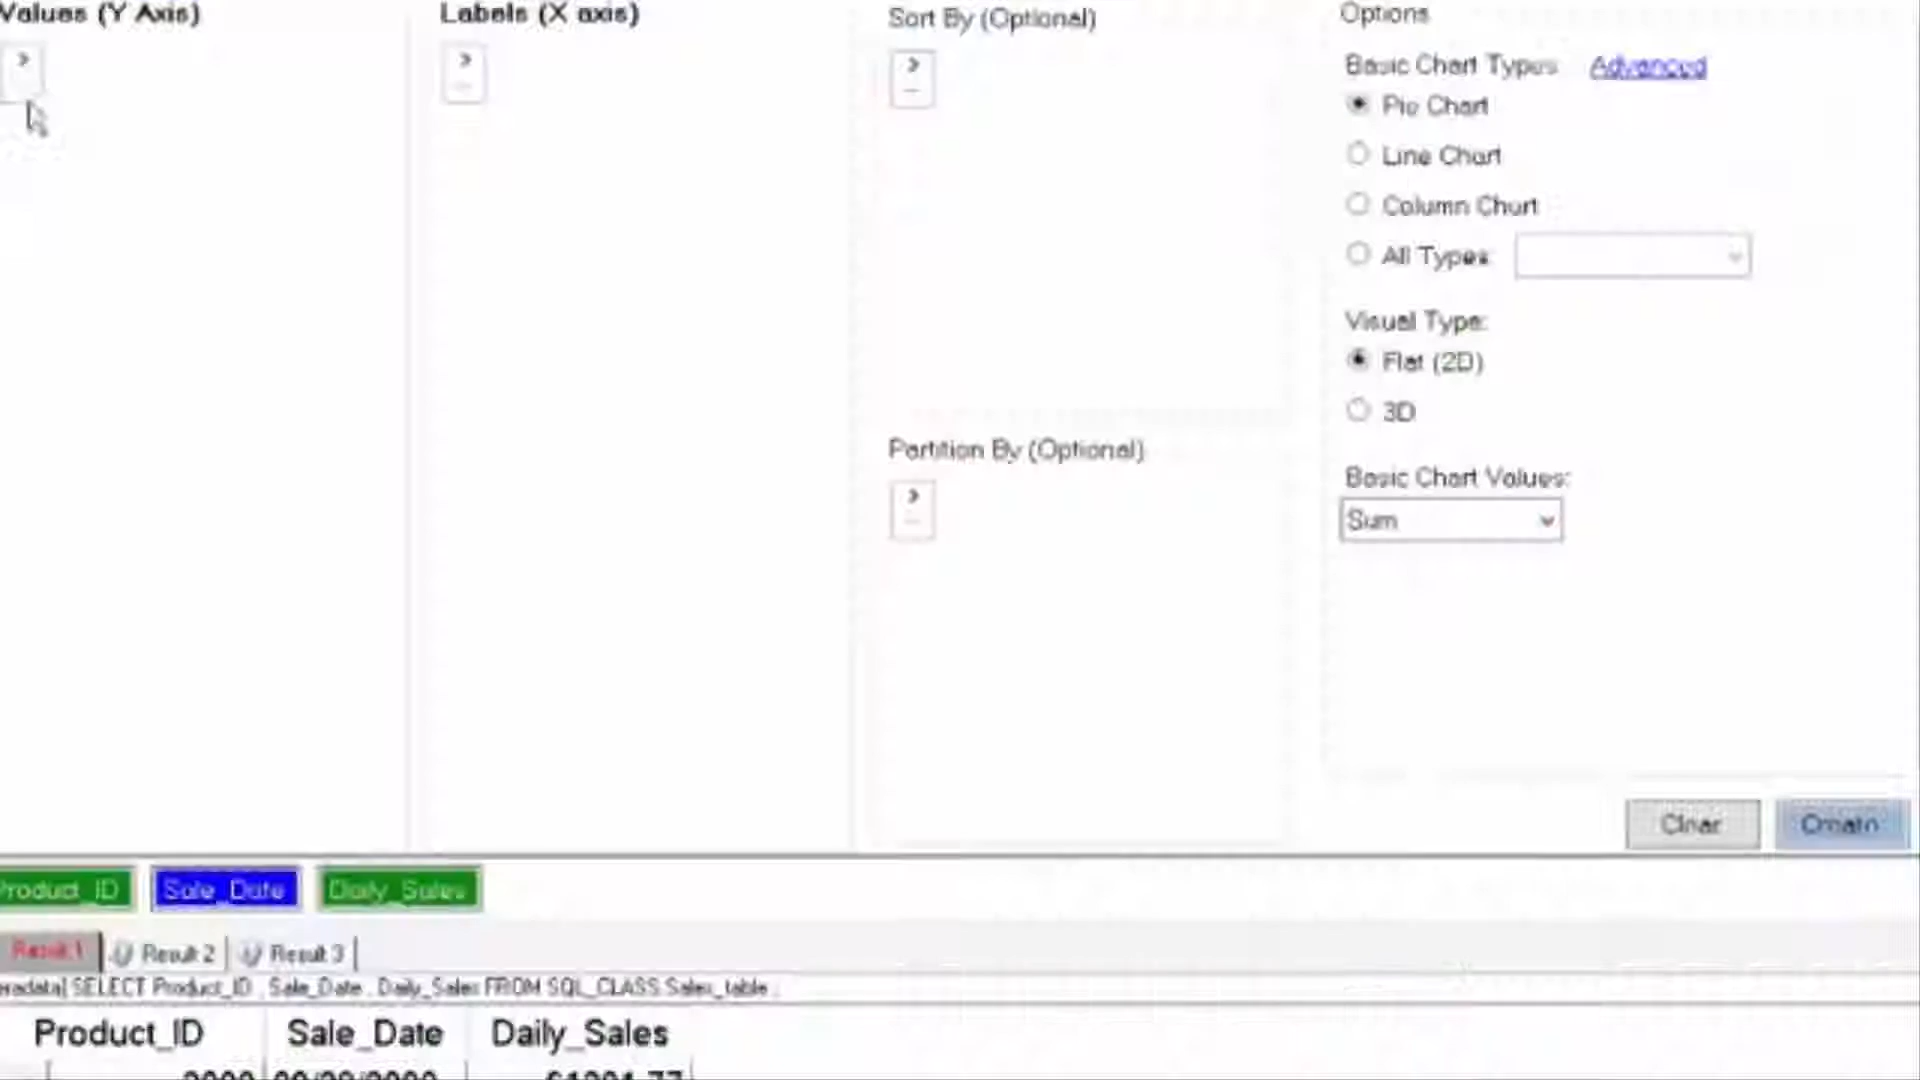 Values (Y Axis)
Labels (X axis)
Sort By (Optional)
Options
Basic Chart Types Advanced
Pie Chart
Line Chart
Column Chart
All Types
Visual Type:
Flat (2D)
3D
Partition By (Optional)
Basic Chart Values:
Sum
Clear Create
Product_ID Sale_Date Daily_Sales
Result 1 Result 2 Result 3
SELECT Product_ID , Sale_Date , Daily_Sales FROM SQL_CLASS.Sales_table
Product_ID Sale_Date Daily_Sales